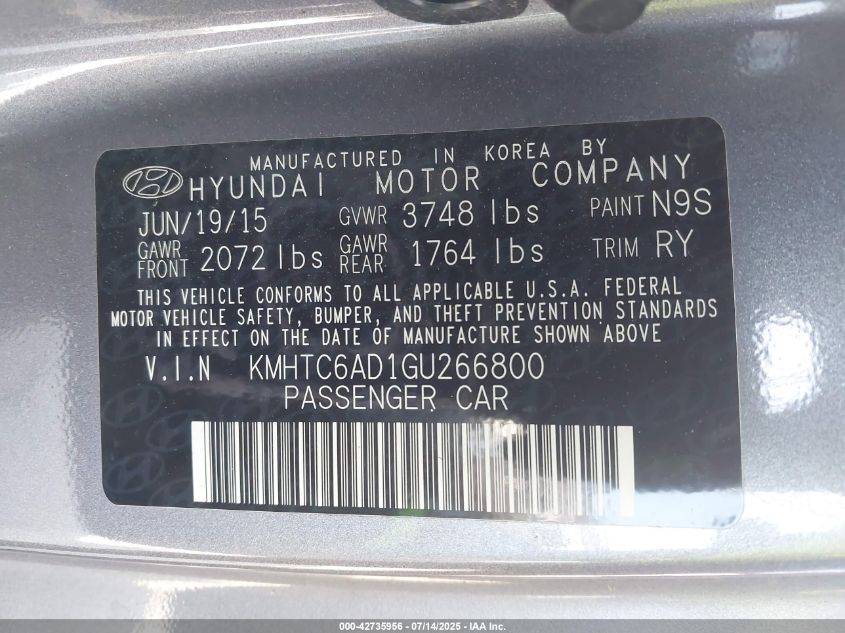 MANUFACTURED IN KOREA BY
HYUNDAI MOTOR COMPANY
JUN/19/15 GVWR 3748 lbs PAINT N9S
GAWR FRONT 2072 lbs GAWR REAR 1764 lbs TRIM RY
THIS VEHICLE CONFORMS TO ALL APPLICABLE U.S.A. FEDERAL
MOTOR VEHICLE SAFETY, BUMPER, AND THEFT PREVENTION STANDARDS
IN EFFECT ON THE DATE OF MANUFACTURE SHOWN ABOVE
V.I.N KMHTC6AD1GU266800
PASSENGER CAR
000-42735956 - 07/14/2025 - IAA Inc.